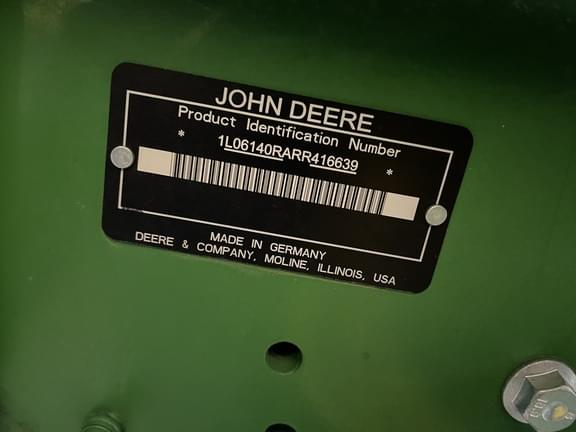 JOHN DEERE
Product Identification Number
* 1L06140RARR416639 *
MADE IN GERMANY
DEERE & COMPANY, MOLINE, ILLINOIS, USA